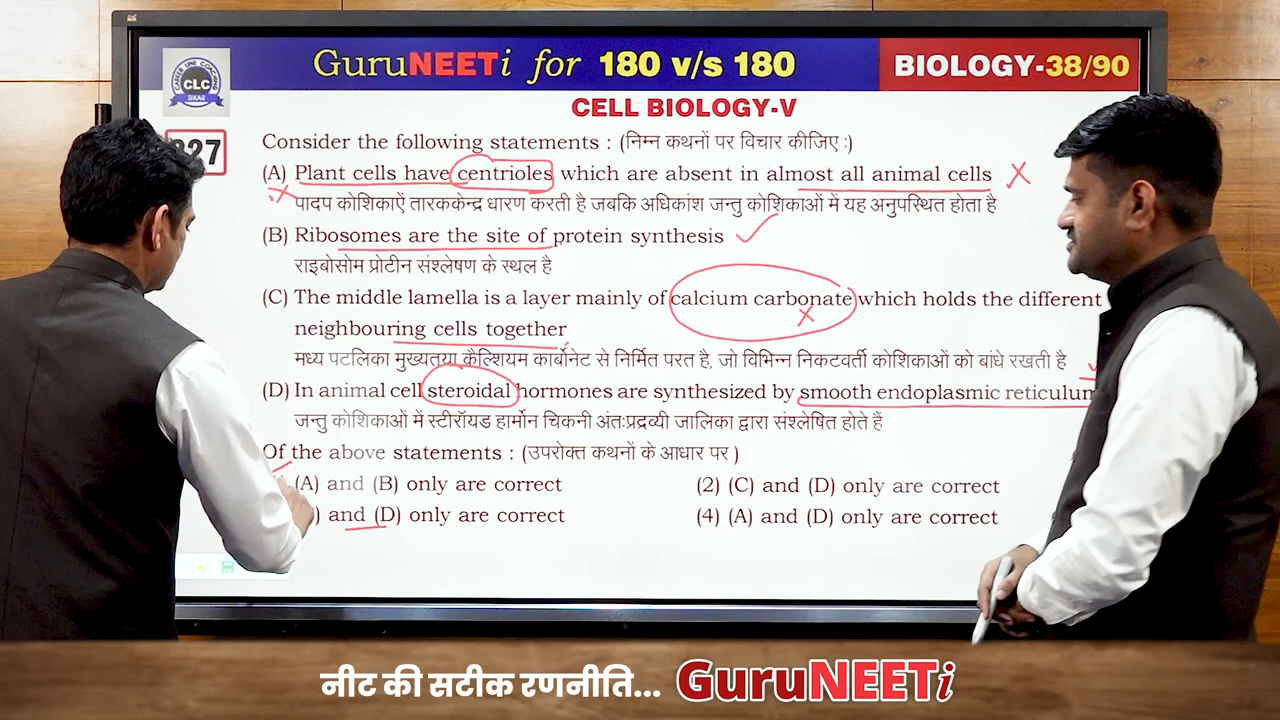 GuruNEETi for 180 v/s 180
BIOLOGY-38/90
CAREER LINE COACHING
CLC
SIKAR
CELL BIOLOGY-V
27
Consider the following statements : (निम्न कथनों पर विचार कीजिए :)
(A) Plant cells have centrioles which are absent in almost all animal cells
पादप कोशिकाऐं तारककेन्द्र धारण करती है जबकि अधिकांश जन्तु कोशिकाओं में यह अनुपस्थित होता है
(B) Ribosomes are the site of protein synthesis
राइबोसोम प्रोटीन संश्लेषण के स्थल है
(C) The middle lamella is a layer mainly of calcium carbonate which holds the different
neighbouring cells together
मध्य पटलिका मुख्यतया कैल्शियम कार्बोनेट से निर्मित परत है, जो विभिन्न निकटवर्ती कोशिकाओं को बांधे रखती है
(D) In animal cell steroidal hormones are synthesized by smooth endoplasmic reticulum
जन्तु कोशिकाओं में स्टीरॉयड हार्मोन चिकनी अंतःप्रद्रव्यी जालिका द्वारा संश्लेषित होते हैं
Of the above statements : (उपरोक्त कथनों के आधार पर )
(A) and (B) only are correct
(2) (C) and (D) only are correct
) and (D) only are correct
(4) (A) and (D) only are correct
नीट की सटीक रणनीति... GuruNEETi